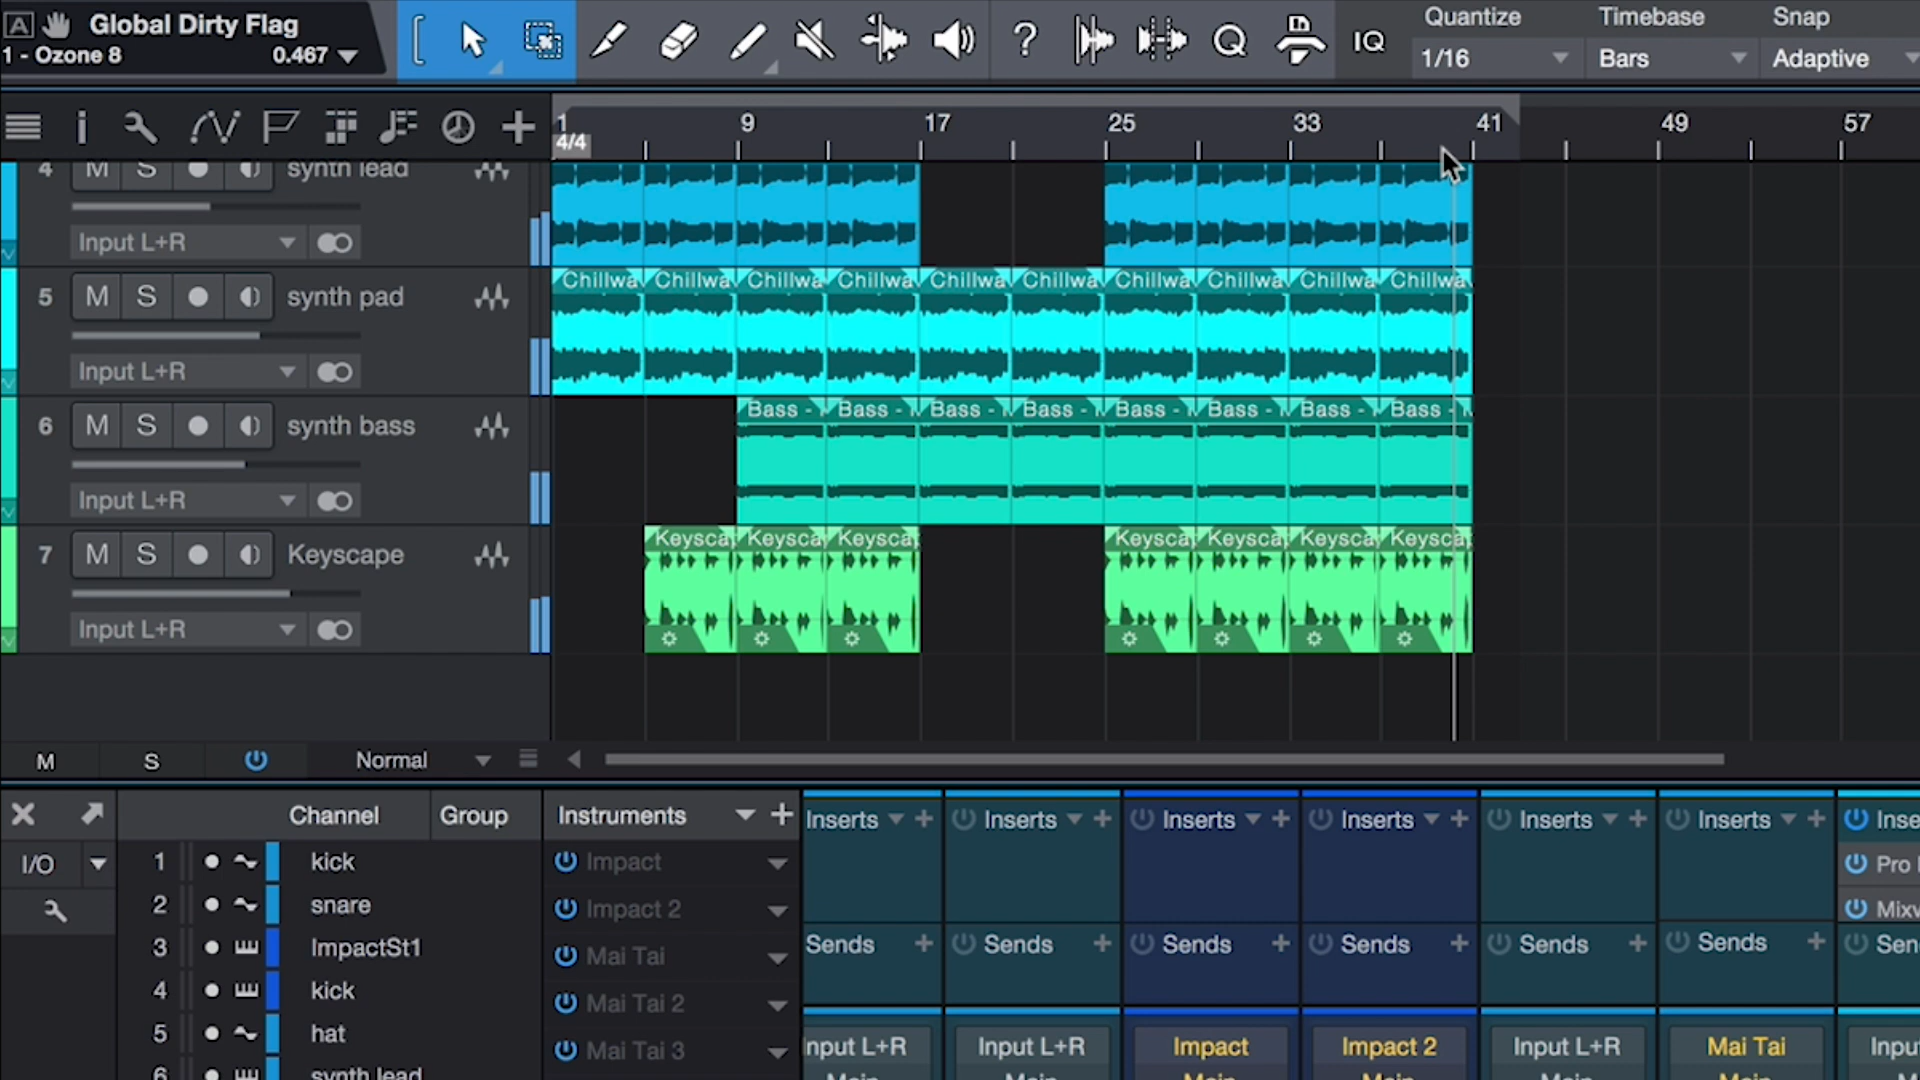 A Global Dirty Flag
1 - Ozone 8 0.467
? Q IQ
Quantize Timebase Snap
1/16 Bars Adaptive
i 1 9 17 25 33 41 49 57
4/4
4 M S synth lead
Input L+R
5 M S synth pad
Chillwa Chillwa Chillwa Chillwa Chillwa Chillwa Chillwa Chillwa Chillwa Chillwa
Input L+R
6 M S synth bass
Bass - Bass - Bass - Bass - Bass - Bass - Bass - Bass -
Input L+R
7 M S Keyscape
Keysca Keysca Keysca Keysca Keysca Keysca Keysca
Input L+R
M S Normal
Channel Group Instruments
Inserts Inserts Inserts Inserts Inserts Inserts Inse
I/O
1 kick Impact
Pro
2 snare Impact 2
Mixv
3 ImpactSt1 Mai Tai
Sends Sends Sends Sends Sends Sends Sen
4 kick Mai Tai 2
5 hat Mai Tai 3
Input L+R Input L+R Impact Impact 2 Input L+R Mai Tai Inpu
6 synth lead
Main Main Main Main Main Main